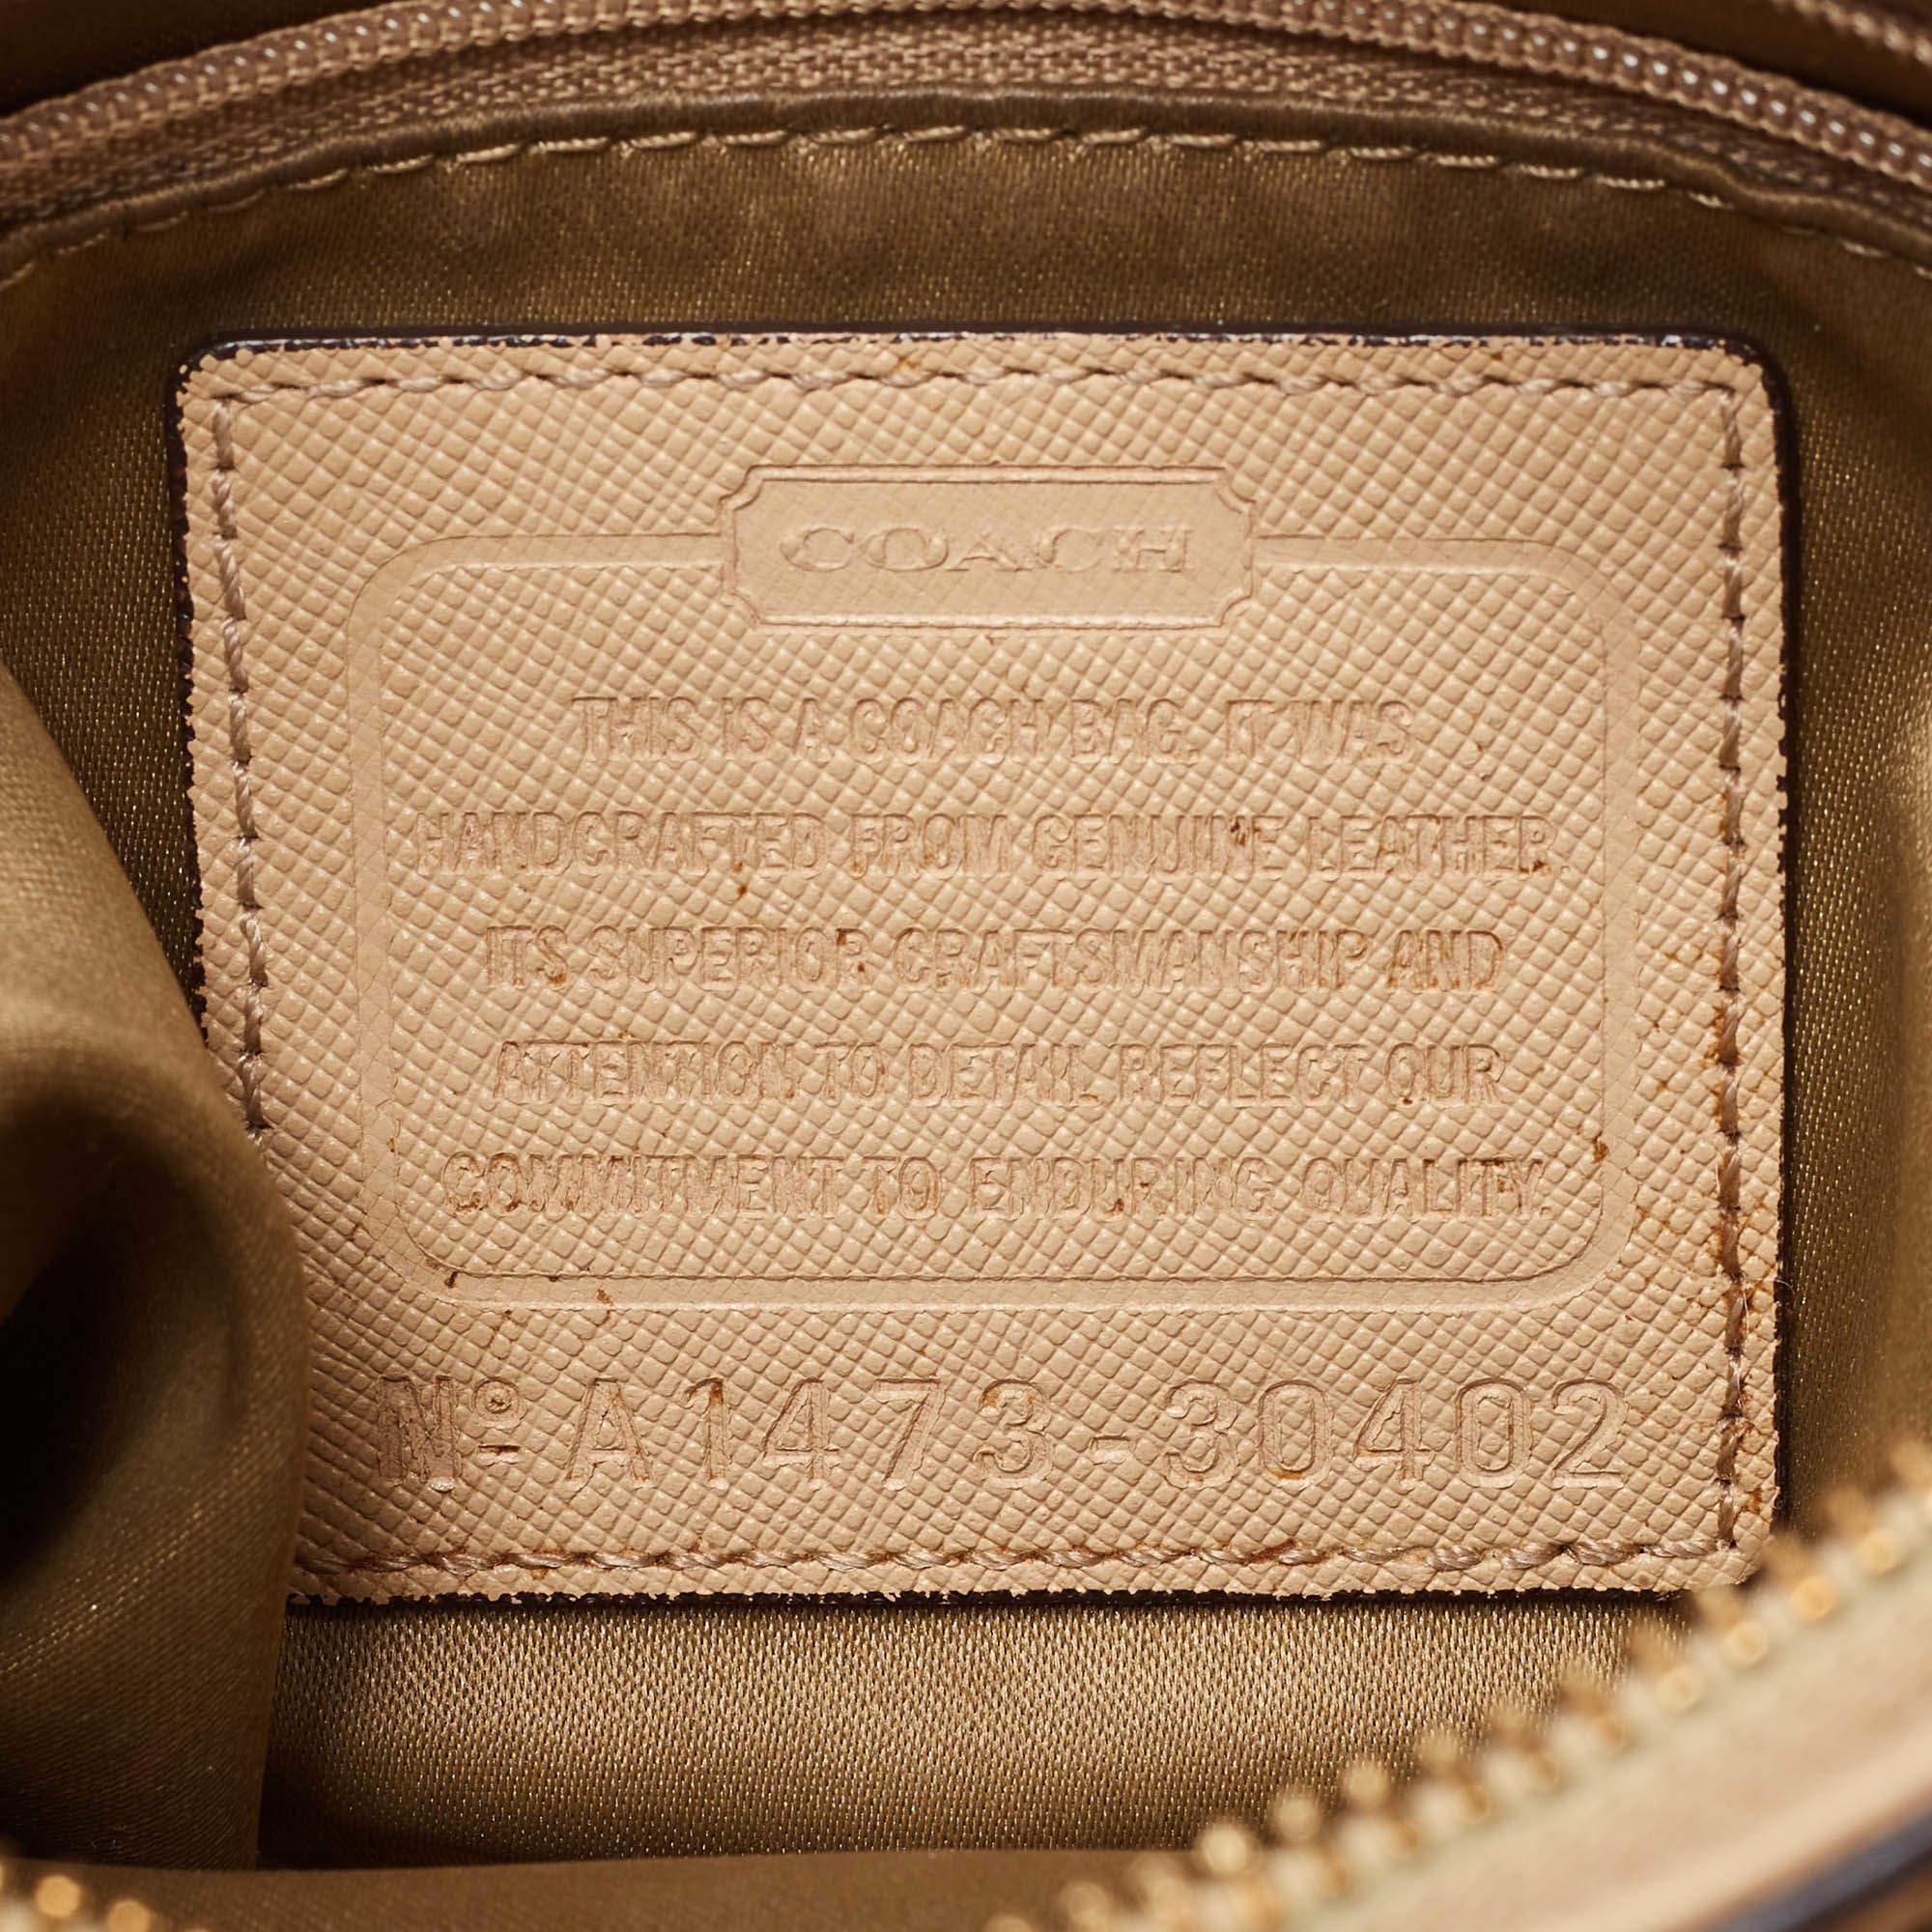 COACH
THIS IS A COACH BAG. IT WAS
HANDCRAFTED FROM GENUINE LEATHER.
ITS SUPERIOR CRAFTSMANSHIP AND
ATTENTION TO DETAIL REFLECT OUR
COMMITMENT TO ENDURING QUALITY.
Nº A1473-30402